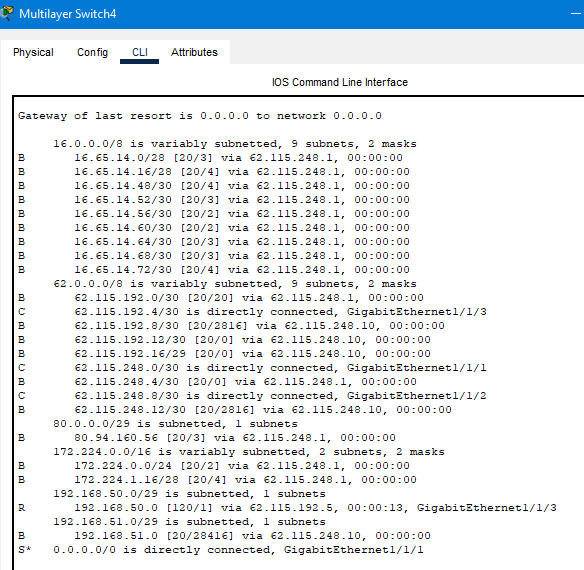 Multilayer Switch4
Physical Config CLI Attributes
IOS Command Line Interface
Gateway of last resort is 0.0.0.0 to network 0.0.0.0
16.0.0.0/8 is variably subnetted, 9 subnets, 2 masks
B 16.65.14.0/28 [20/3] via 62.115.248.1, 00:00:00
B 16.65.14.16/28 [20/4] via 62.115.248.1, 00:00:00
B 16.65.14.48/30 [20/4] via 62.115.248.1, 00:00:00
B 16.65.14.52/30 [20/3] via 62.115.248.1, 00:00:00
B 16.65.14.56/30 [20/2] via 62.115.248.1, 00:00:00
B 16.65.14.60/30 [20/2] via 62.115.248.1, 00:00:00
B 16.65.14.64/30 [20/3] via 62.115.248.1, 00:00:00
B 16.65.14.68/30 [20/3] via 62.115.248.1, 00:00:00
B 16.65.14.72/30 [20/4] via 62.115.248.1, 00:00:00
62.0.0.0/8 is variably subnetted, 9 subnets, 2 masks
B 62.115.192.0/30 [20/20] via 62.115.248.1, 00:00:00
C 62.115.192.4/30 is directly connected, GigabitEthernet1/1/3
B 62.115.192.8/30 [20/2816] via 62.115.248.10, 00:00:00
B 62.115.192.12/30 [20/0] via 62.115.248.10, 00:00:00
B 62.115.192.16/29 [20/0] via 62.115.248.10, 00:00:00
C 62.115.248.0/30 is directly connected, GigabitEthernet1/1/1
B 62.115.248.4/30 [20/0] via 62.115.248.1, 00:00:00
C 62.115.248.8/30 is directly connected, GigabitEthernet1/1/2
B 62.115.248.12/30 [20/2816] via 62.115.248.10, 00:00:00
80.0.0.0/29 is subnetted, 1 subnets
B 80.94.160.56 [20/3] via 62.115.248.1, 00:00:00
172.224.0.0/16 is variably subnetted, 2 subnets, 2 masks
B 172.224.0.0/24 [20/2] via 62.115.248.1, 00:00:00
B 172.224.1.16/28 [20/4] via 62.115.248.1, 00:00:00
192.168.50.0/29 is subnetted, 1 subnets
R 192.168.50.0 [120/1] via 62.115.192.5, 00:00:13, GigabitEthernet1/1/3
192.168.51.0/29 is subnetted, 1 subnets
B 192.168.51.0 [20/28416] via 62.115.248.10, 00:00:00
S* 0.0.0.0/0 is directly connected, GigabitEthernet1/1/1